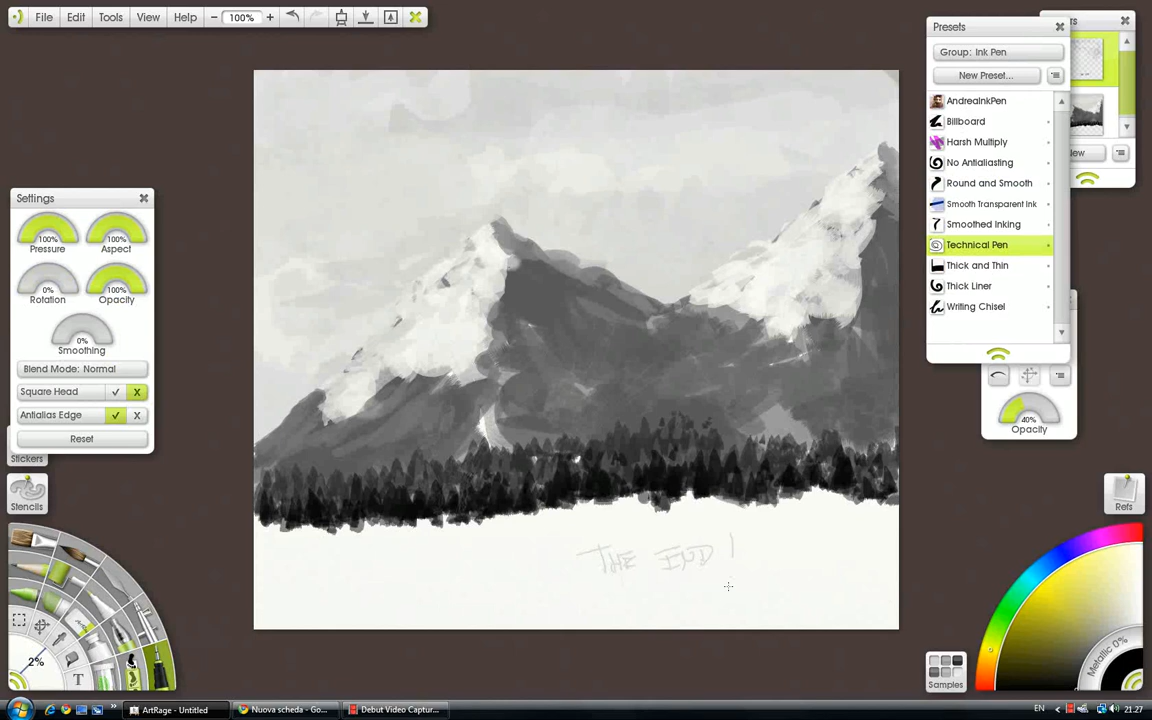 File Edit Tools View Help 100%
Presets
Group: Ink Pen
New Preset...
AndreaInkPen
Billboard
Harsh Multiply
No Antialiasting
Round and Smooth
Smooth Transparent Ink
Smoothed Inking
Technical Pen
Thick and Thin
Thick Liner
Writing Chisel
40%
Opacity
Settings
100% 100%
Pressure Aspect
0% 100%
Rotation Opacity
0%
Smoothing
Blend Mode: Normal
Square Head
Antialias Edge
Reset
Stickers
Stencils
THE END !
2%
T
Refs
Metallic 0%
Samples
ArtRage - Untitled Nuova scheda - Go... Debut Video Captur... EN 21.27